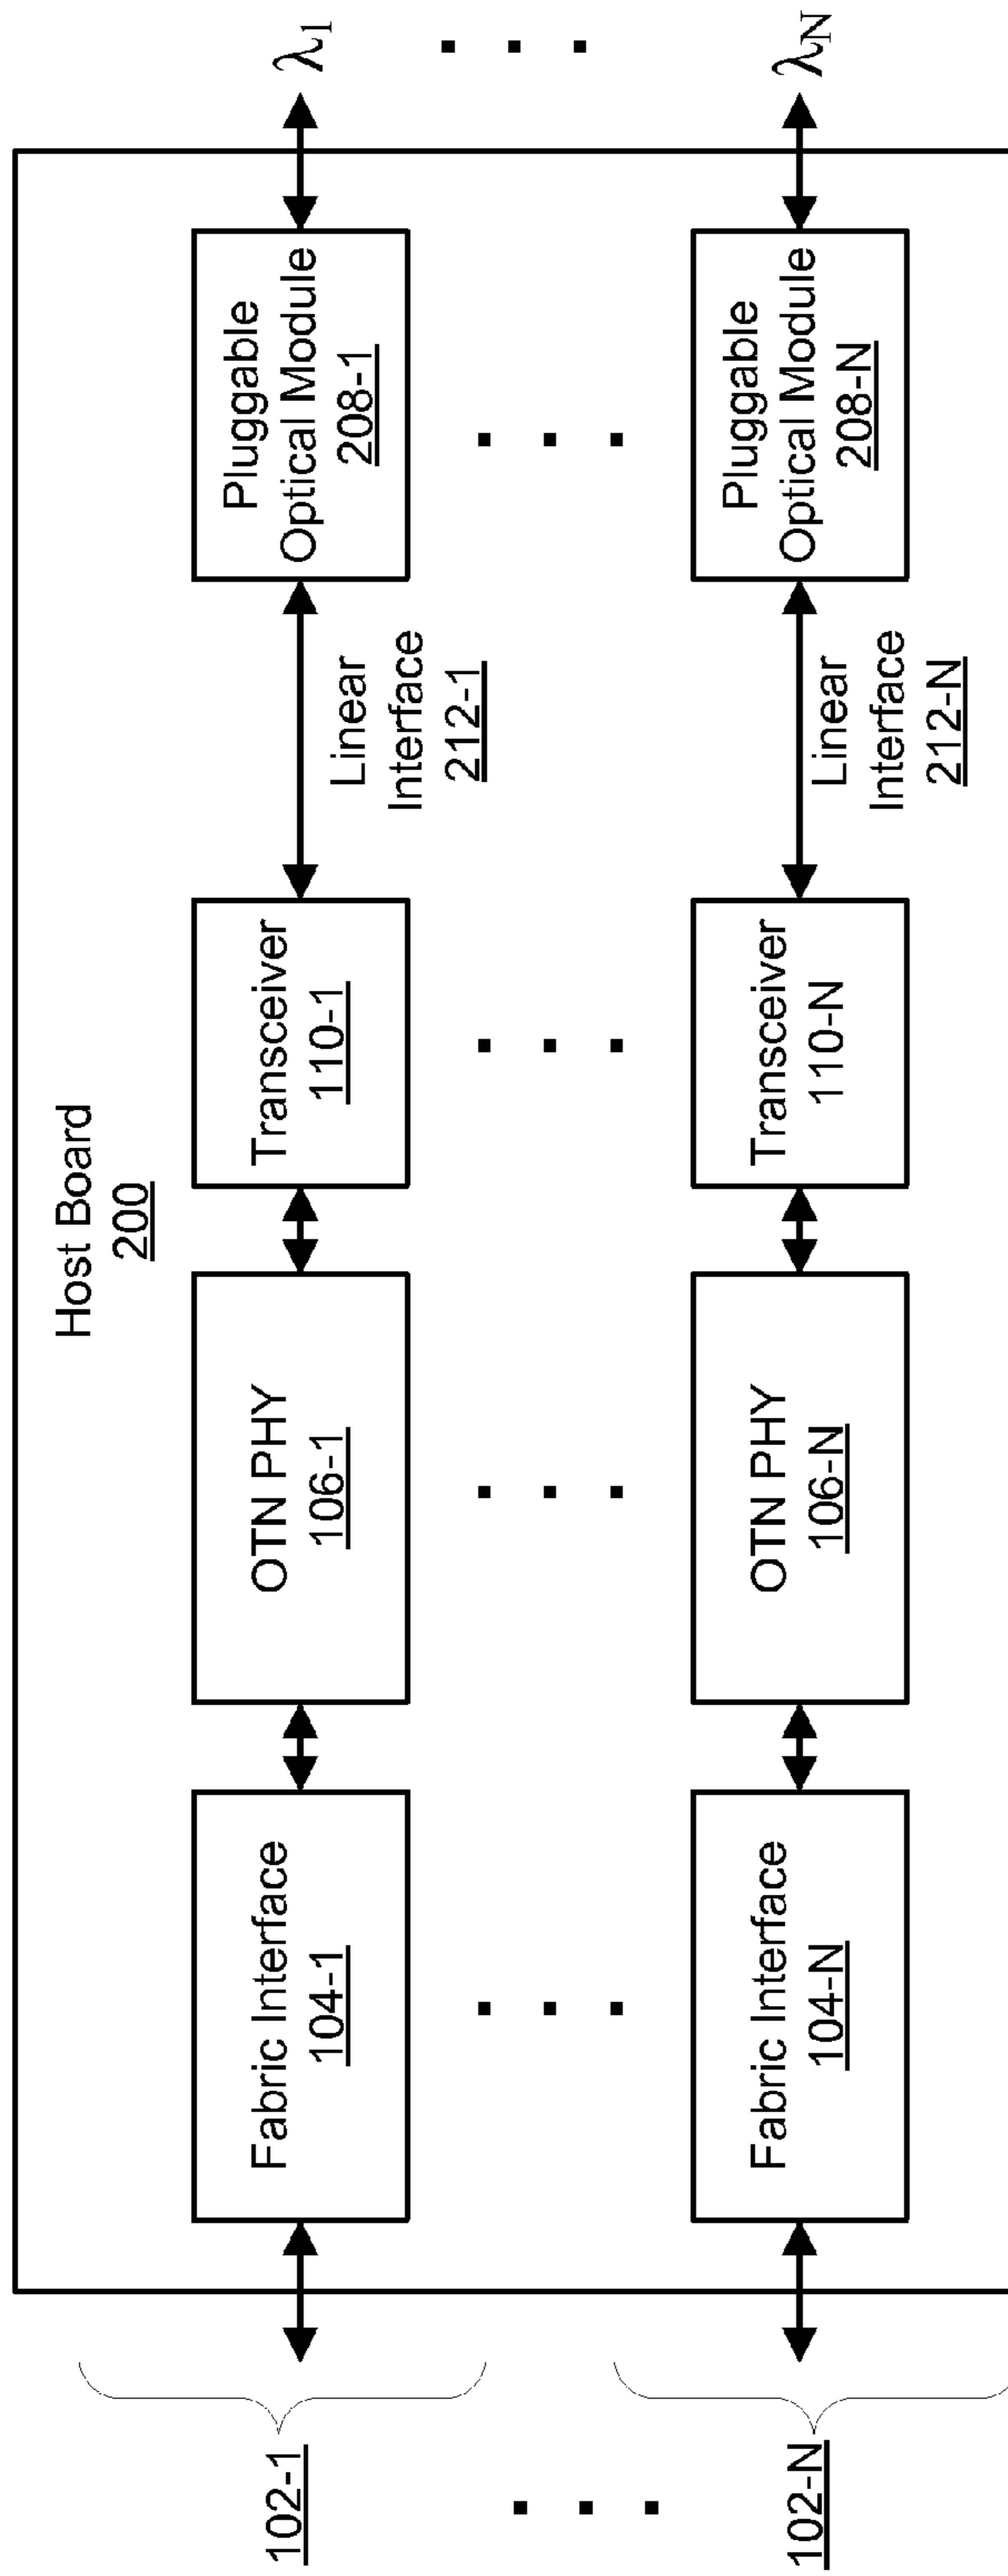 Host Board
200
102-1
Fabric Interface
104-1
OTN PHY
106-1
Transceiver
110-1
Linear
Interface
212-1
Pluggable
Optical Module
208-1
λ1
102-N
Fabric Interface
104-N
OTN PHY
106-N
Transceiver
110-N
Linear
Interface
212-N
Pluggable
Optical Module
208-N
λN